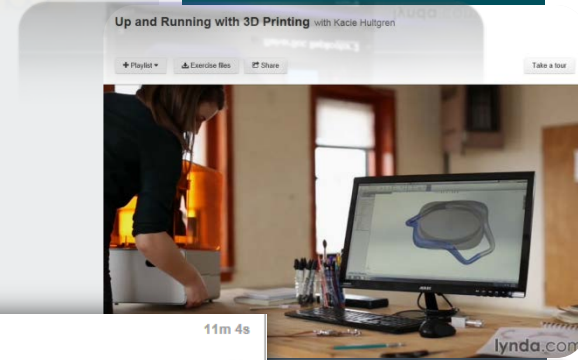 Up and Running with 3D Printing with Kacie Hultgren
+ Playlist
Exercise files
Share
Take a tour
11m 4s
lynda.com